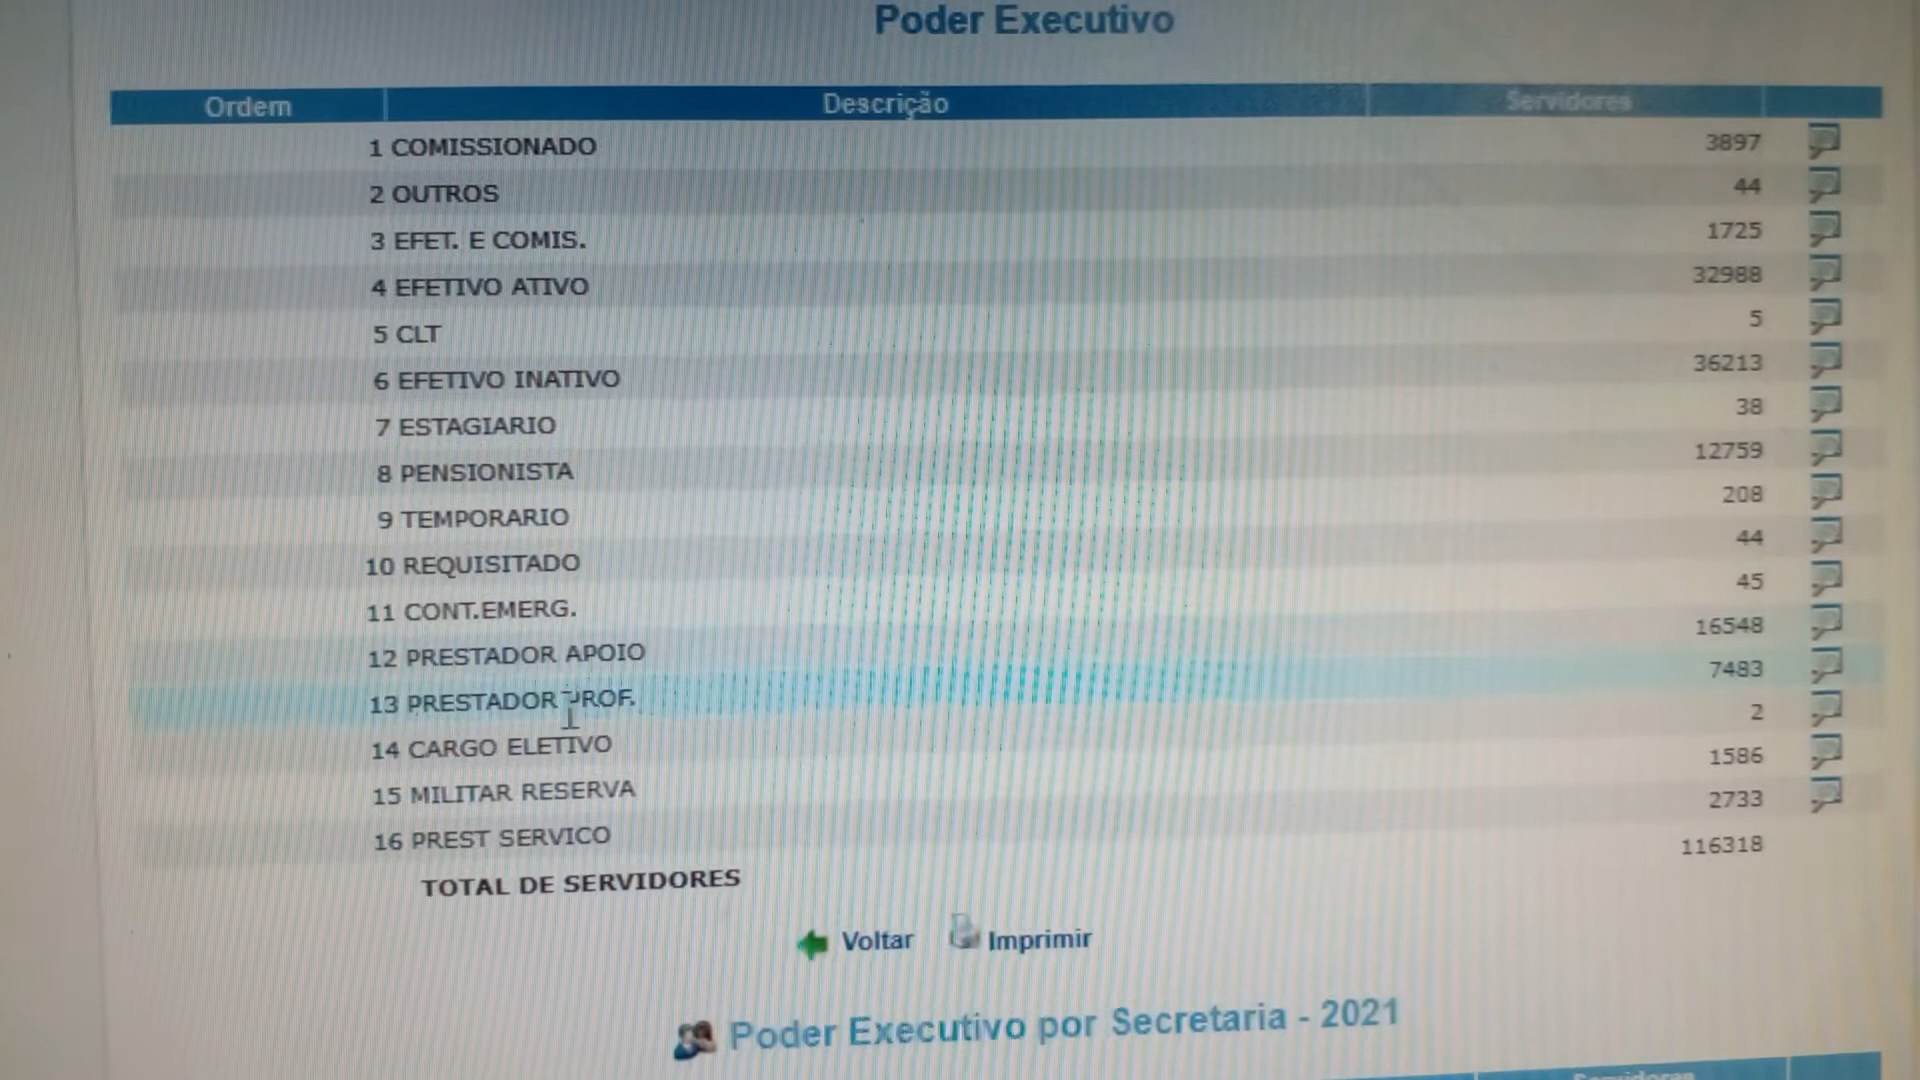 Poder Executivo
Ordem Descrição Servidores
1 COMISSIONADO 3897
2 OUTROS 44
3 EFET. E COMIS. 1725
4 EFETIVO ATIVO 32988
5 CLT 5
6 EFETIVO INATIVO 36213
7 ESTAGIARIO 38
8 PENSIONISTA 12759
9 TEMPORARIO 208
10 REQUISITADO 44
11 CONT.EMERG. 45
12 PRESTADOR APOIO 16548
13 PRESTADOR PROF. 7483
14 CARGO ELETIVO 2
15 MILITAR RESERVA 1586
16 PREST SERVICO 2733
TOTAL DE SERVIDORES 116318
Voltar Imprimir
Poder Executivo por Secretaria - 2021
Servidores